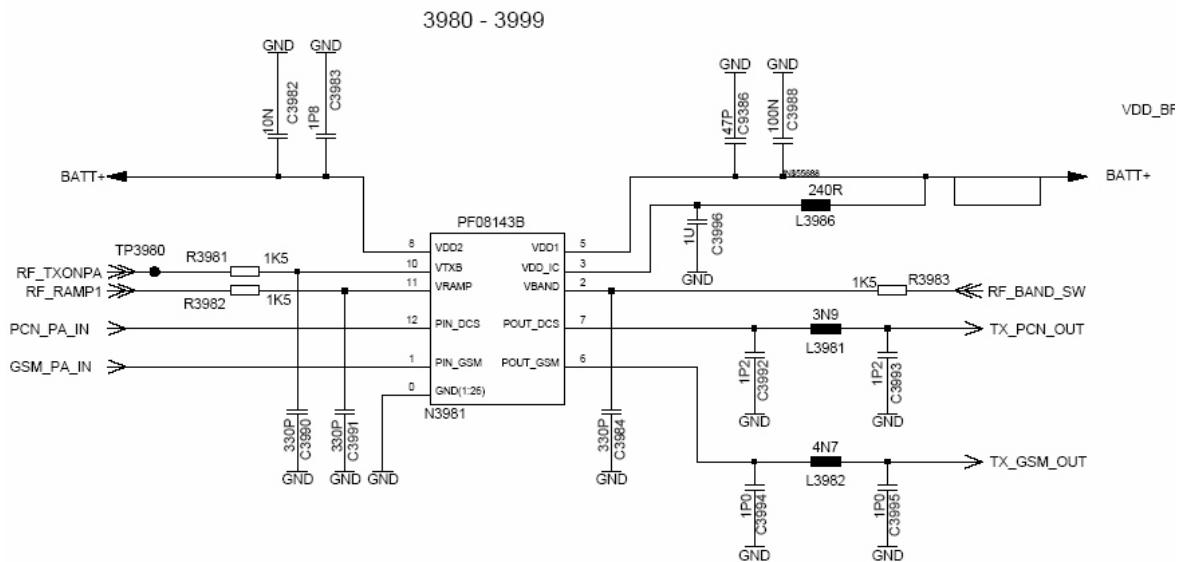 3980 - 3999
GND GND
10N C3982
1P8 C3983
GND GND
47P C9386
100N C3988
VDD_BF
BATT+
BATT+
240R
L3986
1U C3996
GND
PF08143B
8 VDD2 VDD1 5
10 VTXB VDD_IC 3
11 VRAMP VBAND 2
12 PIN_DCS POUT_DCS 7
1 PIN_GSM POUT_GSM 6
0 GND(1:25)
N3981
TP3980
RF_TXONPA
R3981 1K5
RF_RAMP1
R3982 1K5
PCN_PA_IN
GSM_PA_IN
1K5 R3983
RF_BAND_SW
3N9
L3981
TX_PCN_OUT
1P2 C3992
1P2 C3993
GND GND
330P C3990
330P C3991
330P C3984
GND GND GND GND
4N7
L3982
TX_GSM_OUT
1P0 C3994
1P0 C3995
GND GND